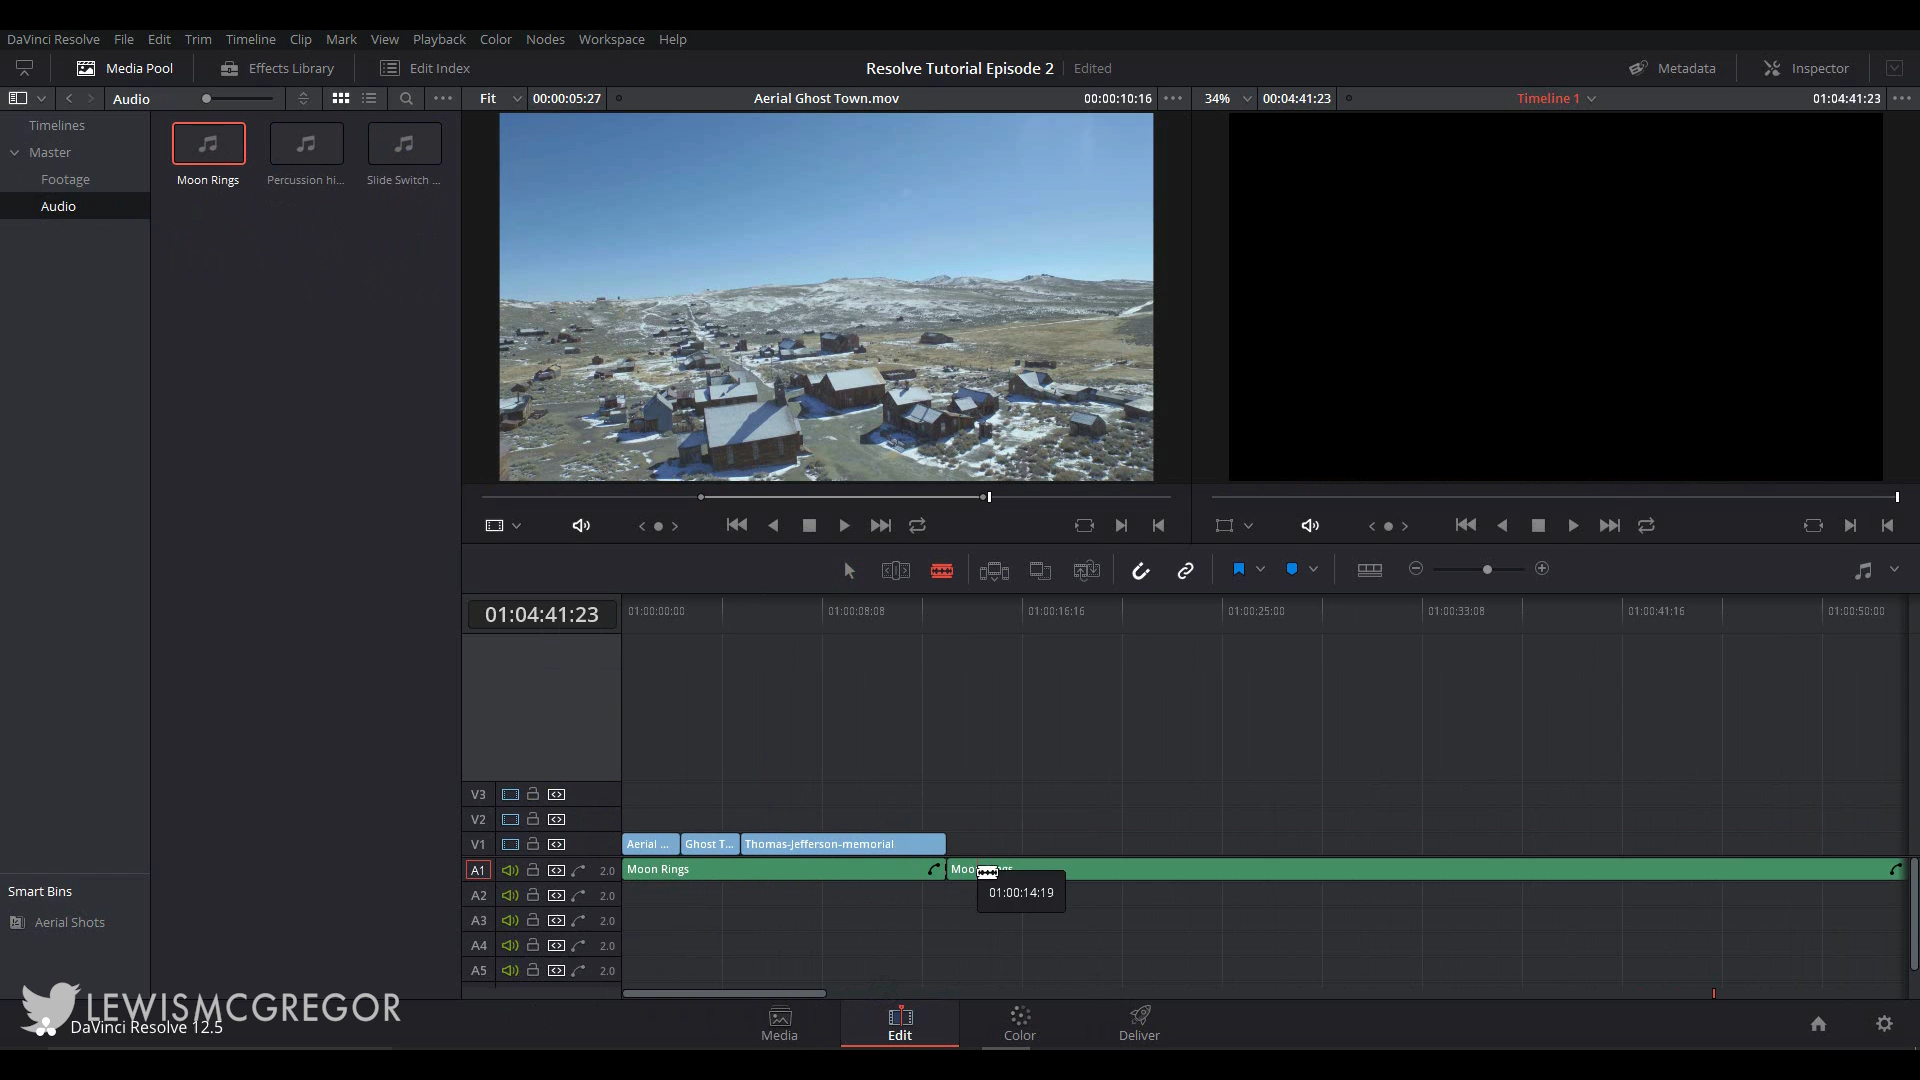 DaVinci Resolve File Edit Trim Timeline Clip Mark View Playback Color Nodes Workspace Help
Media Pool Effects Library Edit Index Resolve Tutorial Episode 2 Edited Metadata Inspector
Audio Fit 00:00:05:27 Aerial Ghost Town.mov 00:00:10:16 34% 00:04:41:23 Timeline 1 01:04:41:23
Timelines
Master
Footage
Audio
Moon Rings Percussion hi... Slide Switch ...
01:04:41:23 01:00:00:00 01:00:08:08 01:00:16:16 01:00:25:00 01:00:33:08 01:00:41:16 01:00:50:00
V3
V2
V1 Aerial ... Ghost T... Thomas-Jefferson-memorial
A1 2.0 Moon Rings
01:00:14:19
A2 2.0
A3 2.0
A4 2.0
A5 2.0
Smart Bins
Aerial Shots
LEWISMCGREGOR
DaVinci Resolve 12.5
Media Edit Color Deliver